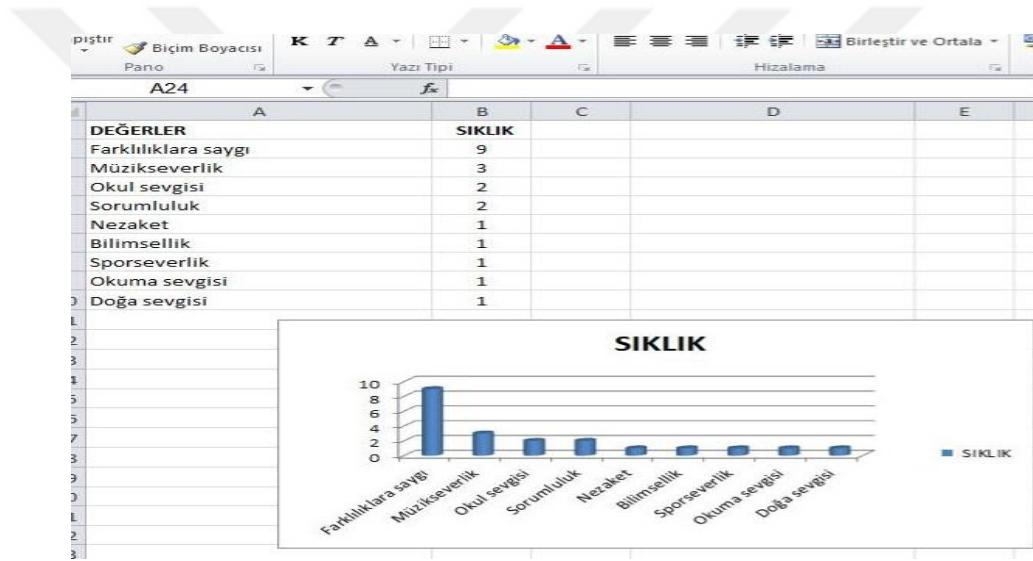 Biçim Boyacısı K T A A Birleştir ve Ortala
Pano Yazı Tipi Hizalama
A24 fx
A B C D E
DEĞERLER SIKLIK
Farklılıklara saygı 9
Müzikseverlik 3
Okul sevgisi 2
Sorumluluk 2
Nezaket 1
Bilimsellik 1
Sporseverlik 1
Okuma sevgisi 1
Doğa sevgisi 1
SIKLIK
10
8
6
4
2
0
Farklılıklara saygı Müzikseverlik Okul sevgisi Sorumluluk Nezaket Bilimsellik Sporseverlik Okuma sevgisi Doğa sevgisi
SIKLIK